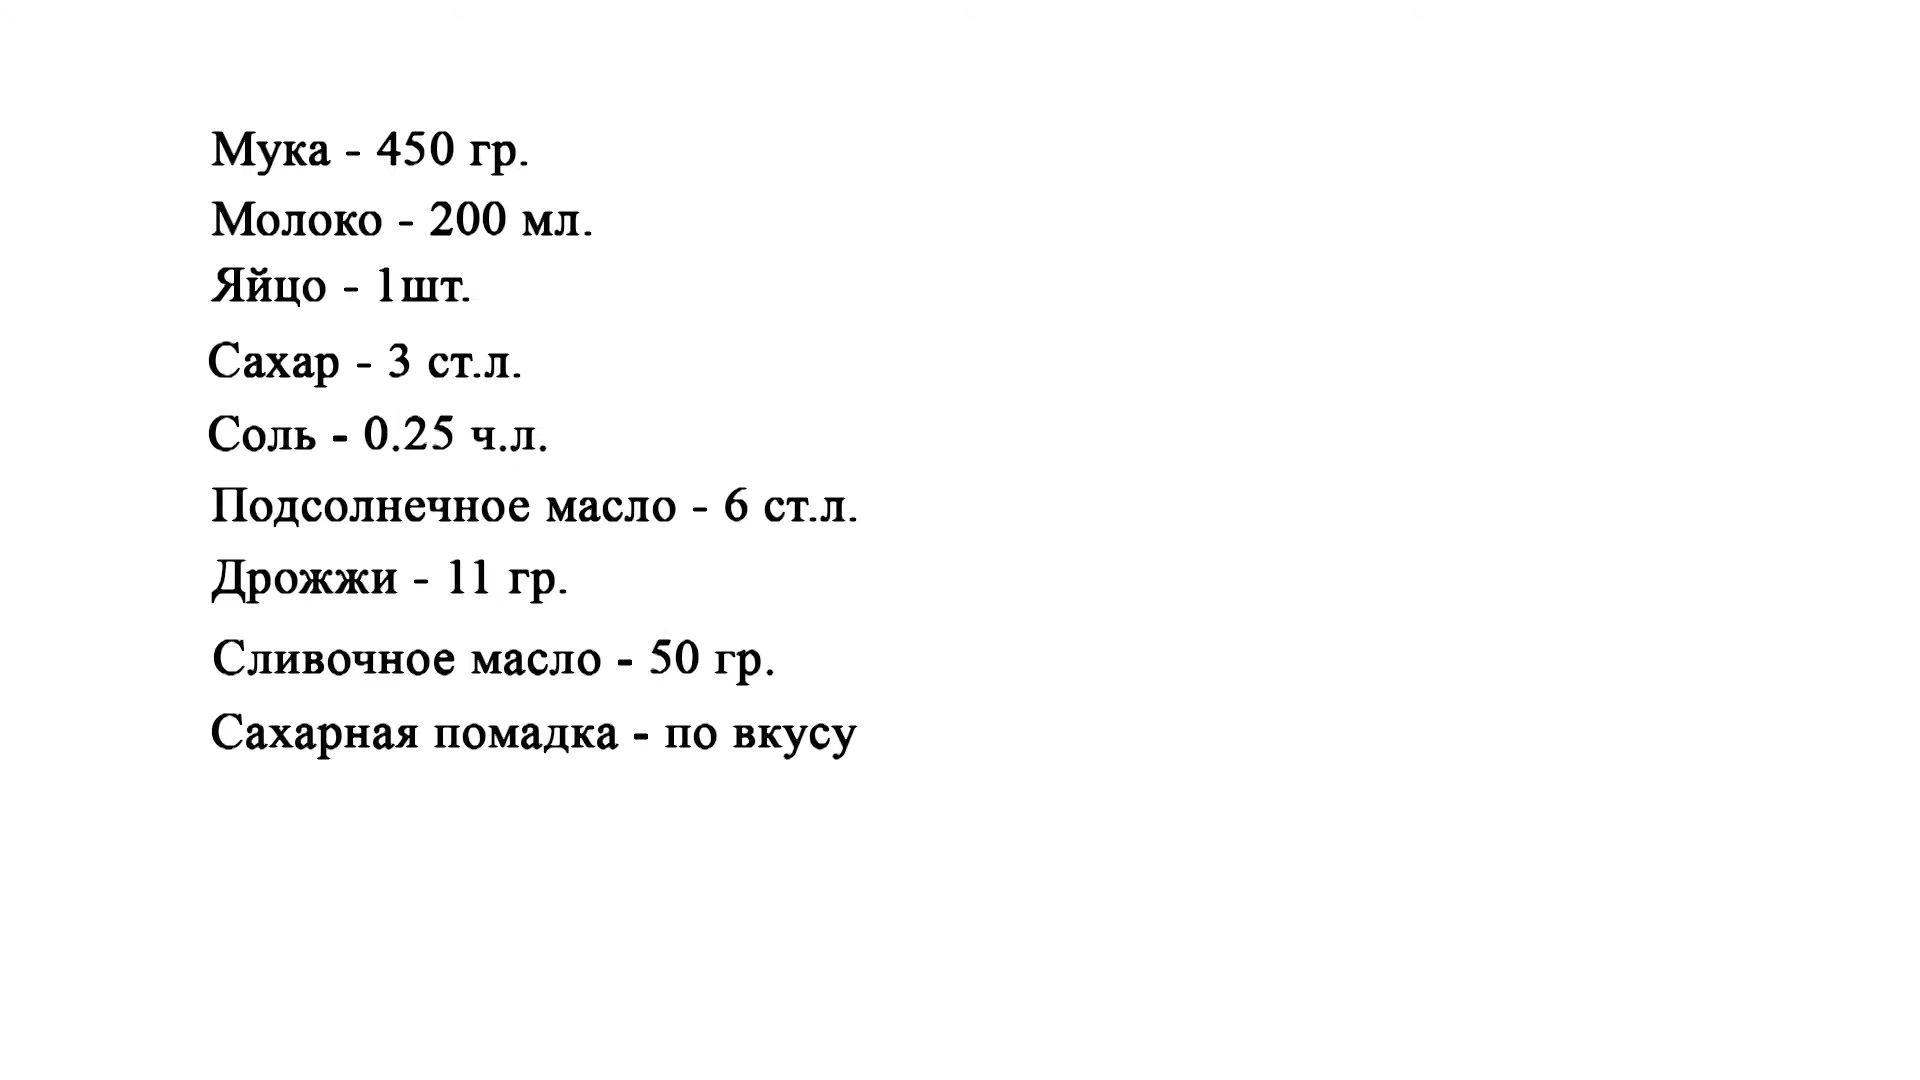 Мука - 450 гр.
Молоко - 200 мл.
Яйцо - 1шт.
Сахар - 3 ст.л.
Соль - 0.25 ч.л.
Подсолнечное масло - 6 ст.л.
Дрожжи - 11 гр.
Сливочное масло - 50 гр.
Сахарная помадка - по вкусу